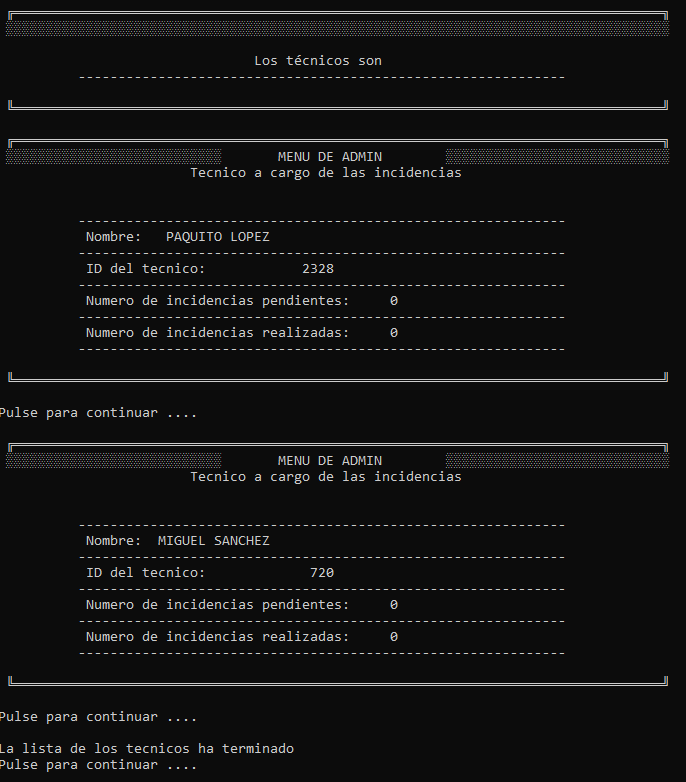 Los técnicos son
-------------------------------------------------------------
MENU DE ADMIN
Tecnico a cargo de las incidencias
-------------------------------------------------------------
Nombre: PAQUITO LOPEZ
-------------------------------------------------------------
ID del tecnico: 2328
-------------------------------------------------------------
Numero de incidencias pendientes: 0
-------------------------------------------------------------
Numero de incidencias realizadas: 0
-------------------------------------------------------------
Pulse para continuar ....
MENU DE ADMIN
Tecnico a cargo de las incidencias
-------------------------------------------------------------
Nombre: MIGUEL SANCHEZ
-------------------------------------------------------------
ID del tecnico: 720
-------------------------------------------------------------
Numero de incidencias pendientes: 0
-------------------------------------------------------------
Numero de incidencias realizadas: 0
-------------------------------------------------------------
Pulse para continuar ....
La lista de los tecnicos ha terminado
Pulse para continuar ....